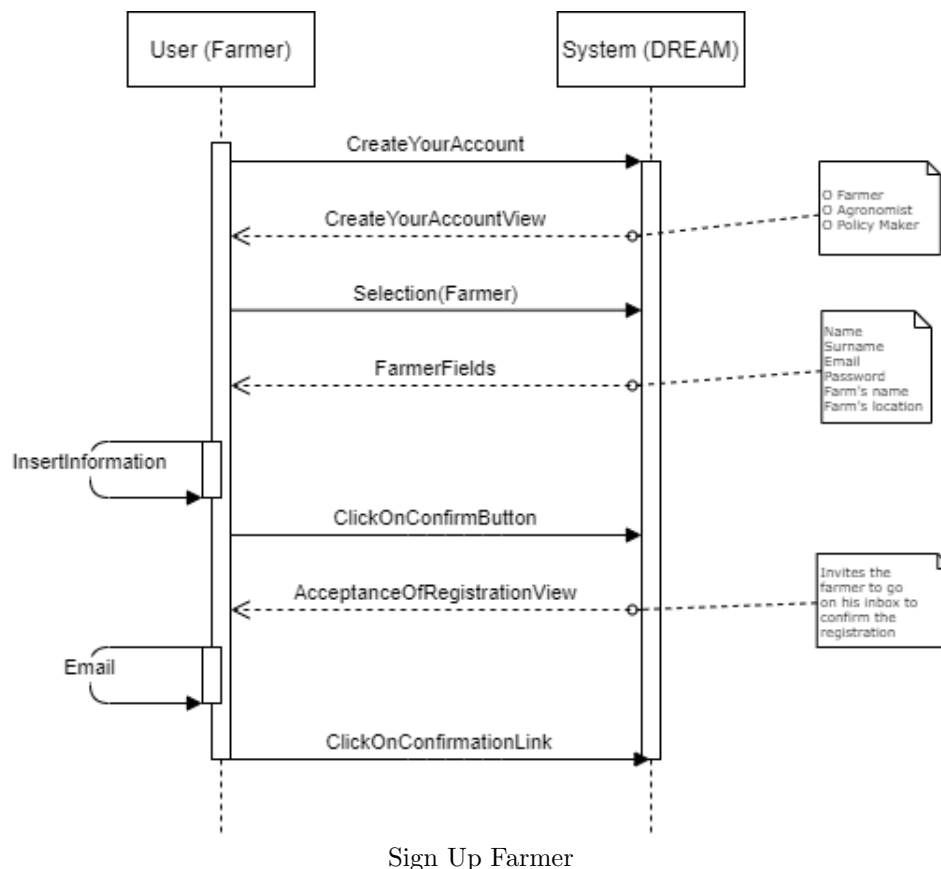 User (Farmer)
System (DREAM)
CreateYourAccount
O Farmer
O Agronomist
O Policy Maker
CreateYourAccountView
Selection(Farmer)
Name
Surname
Email
Password
Farm's name
Farm's location
FarmerFields
InsertInformation
ClickOnConfirmButton
Invites the
farmer to go
on his inbox to
confirm the
registration
AcceptanceOfRegistrationView
Email
ClickOnConfirmationLink
Sign Up Farmer